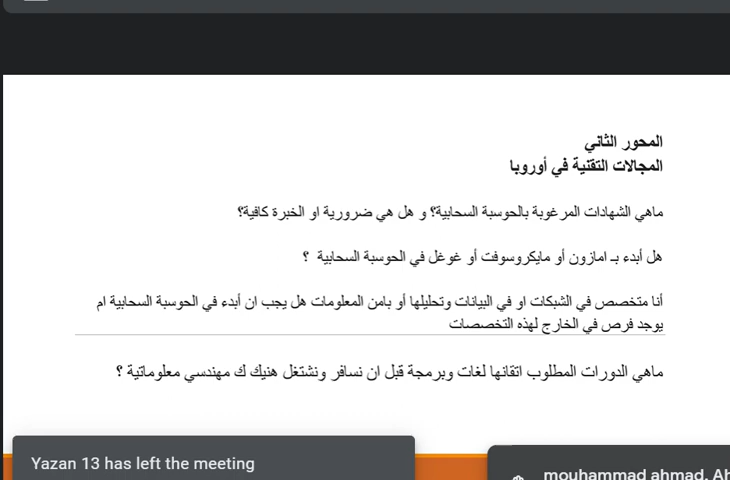 المحور الثاني
المجالات التقنية في أوروبا
ماهي الشهادات المرغوبة بالحوسبة السحابية؟ و هل هي ضرورية او الخبرة كافية؟
هل أبدء بـ امازون أو مايكروسوفت أو غوغل في الحوسبة السحابية ؟
أنا متخصص في الشبكات او في البيانات وتحليلها أو بامن المعلومات هل يجب ان أبدء في الحوسبة السحابية ام
يوجد فرص في الخارج لهذه التخصصات
ماهي الدورات المطلوب اتقانها لغات وبرمجة قبل ان نسافر ونشتغل هنيك ك مهندسي معلوماتية ؟
Yazan 13 has left the meeting
mouhammad ahmad, Ah